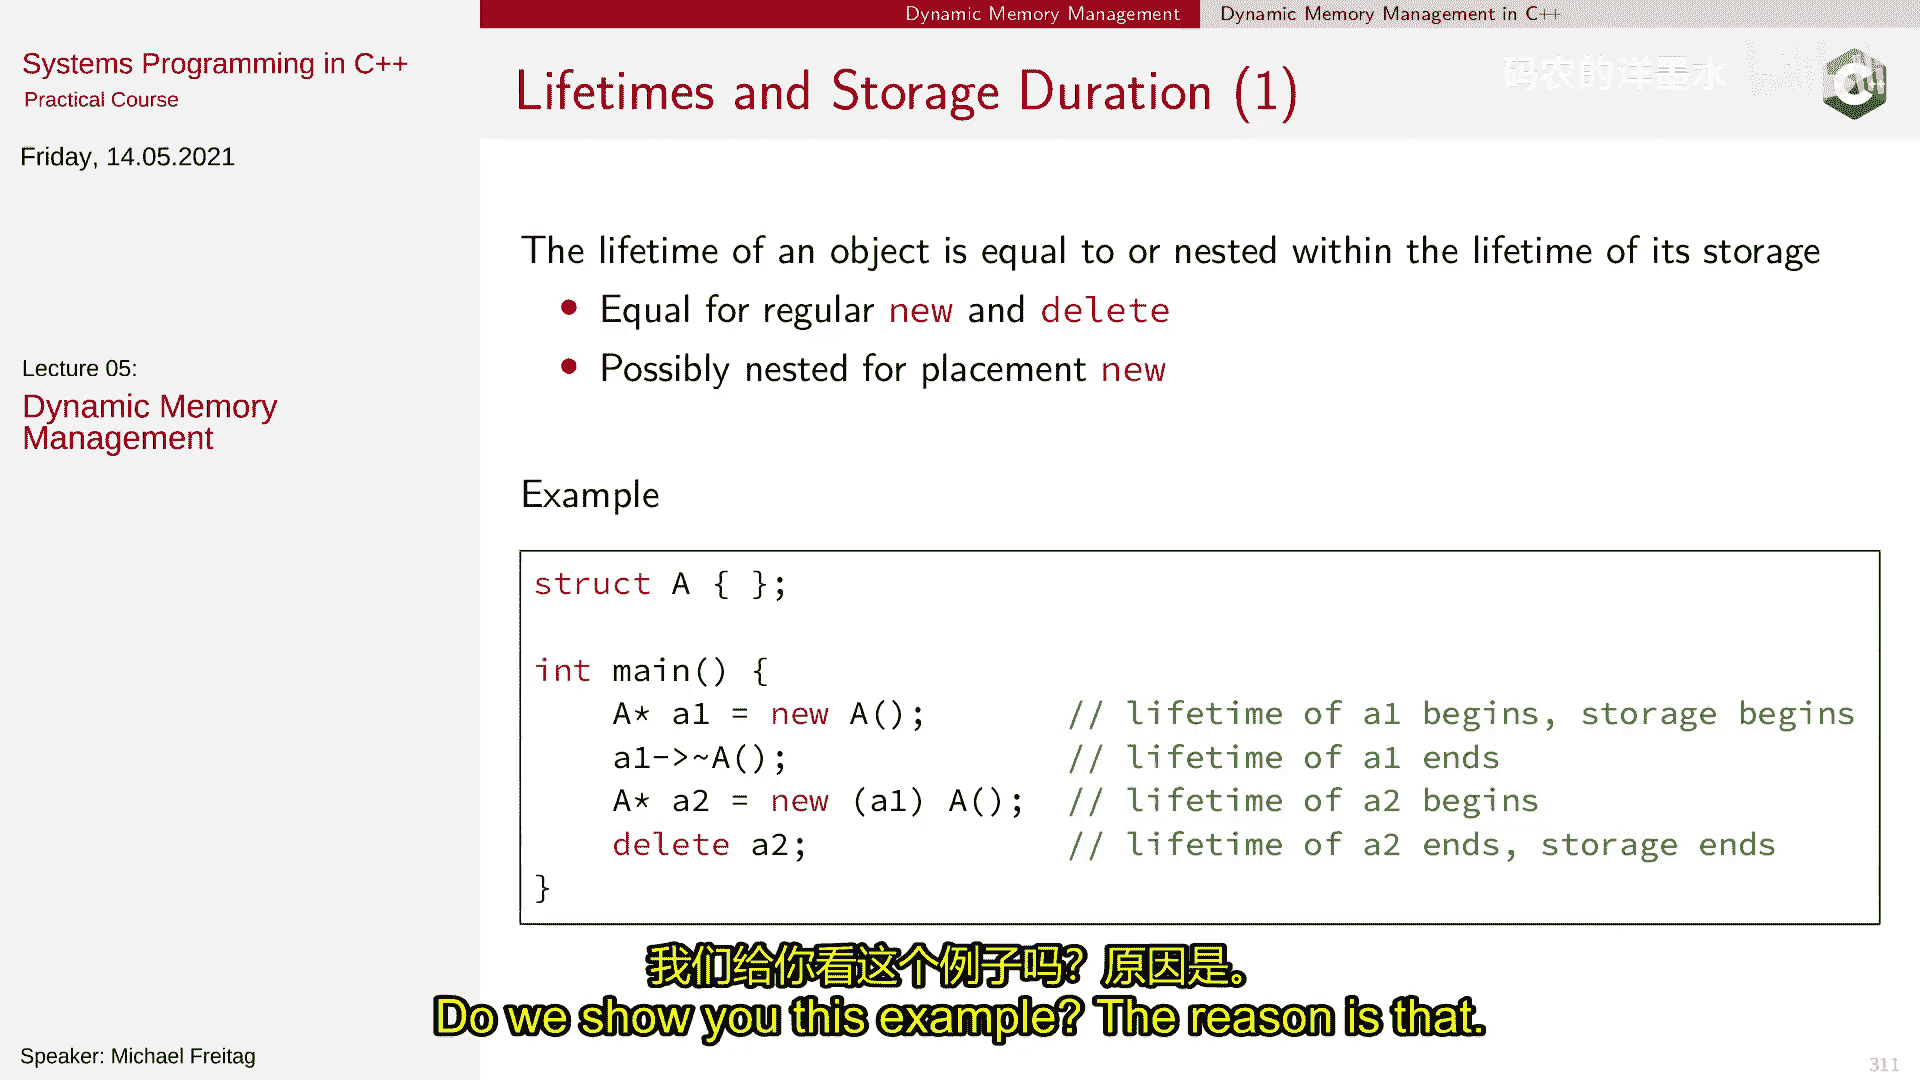 Dynamic Memory Management
Dynamic Memory Management in C++
Systems Programming in C++
Practical Course
Friday, 14.05.2021
Lecture 05:
Dynamic Memory
Management
Speaker: Michael Freitag
Lifetimes and Storage Duration (1)
码农的洋墨水
The lifetime of an object is equal to or nested within the lifetime of its storage
• Equal for regular new and delete
• Possibly nested for placement new
Example
struct A { };
int main() {
A* a1 = new A(); // lifetime of a1 begins, storage begins
a1->~A(); // lifetime of a1 ends
A* a2 = new (a1) A(); // lifetime of a2 begins
delete a2; // lifetime of a2 ends, storage ends
}
我们给你看这个例子吗？原因是。
Do we show you this example? The reason is that.
311